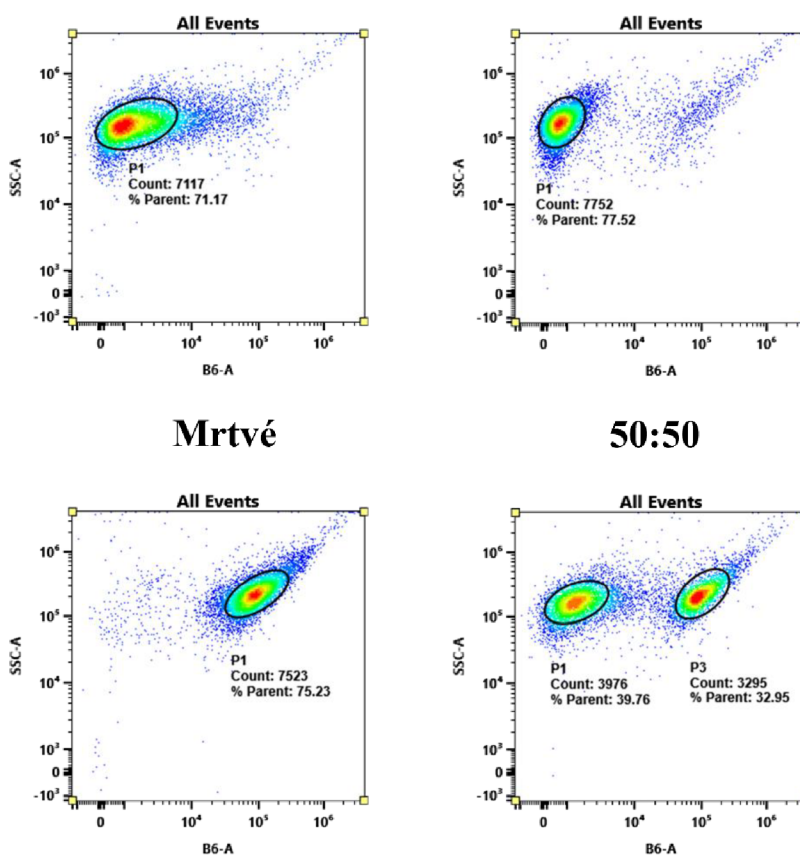 All Events
10⁶
10⁵
10⁴
10³
0
-10³
SSC-A
P1
Count: 7117
% Parent: 71.17
0
10⁴
10⁵
10⁶
B6-A
All Events
10⁶
10⁵
10⁴
10³
0
-10³
SSC-A
P1
Count: 7752
% Parent: 77.52
0
10⁴
10⁵
10⁶
B6-A
Mrtvé
50:50
All Events
10⁶
10⁵
10⁴
10³
0
-10³
SSC-A
P1
Count: 7523
% Parent: 75.23
0
10⁴
10⁵
10⁶
B6-A
All Events
10⁶
10⁵
10⁴
10³
0
-10³
SSC-A
P1
Count: 3976
% Parent: 39.76
P3
Count: 3295
% Parent: 32.95
0
10⁴
10⁵
10⁶
B6-A